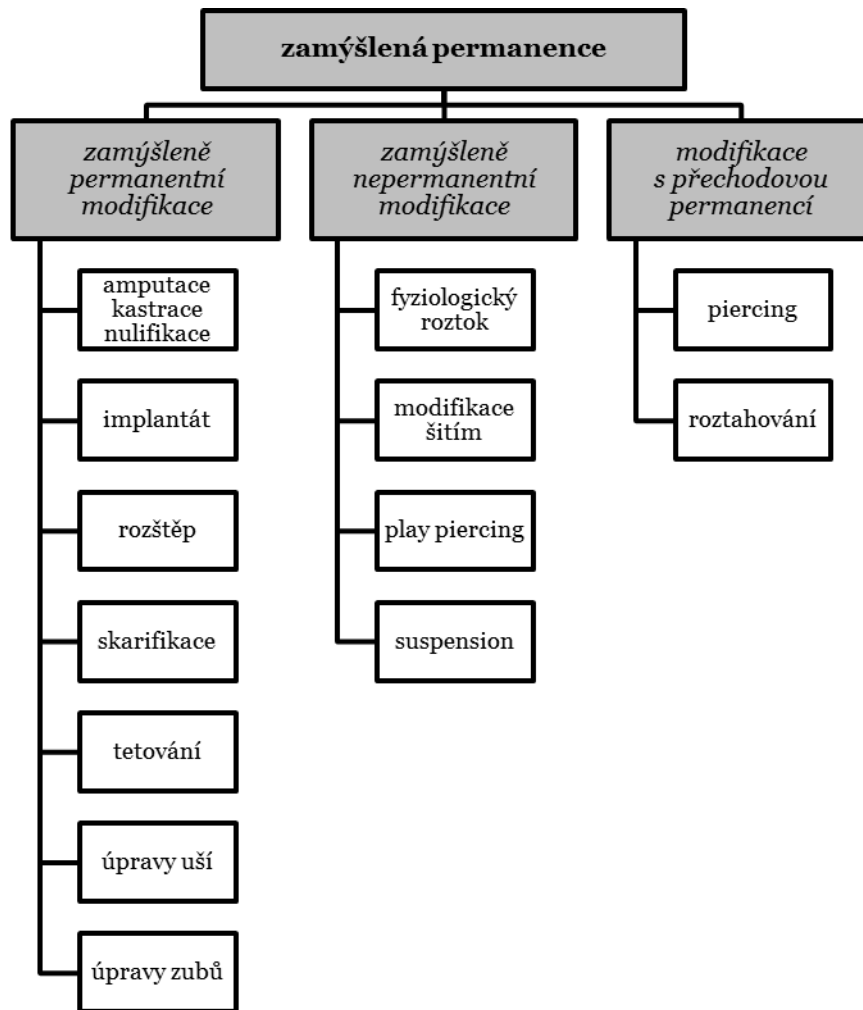 zamýšlená permanence
zamýšleně
permanentní
modifikace
amputace
kastrace
nulifikace
implantát
rozštěp
skarifikace
tetování
úpravy uší
úpravy zubů
zamýšleně
nepermanentní
modifikace
fyziologický
roztok
modifikace
šitím
play piercing
suspension
modifikace
s přechodovou
permanencí
piercing
roztahování